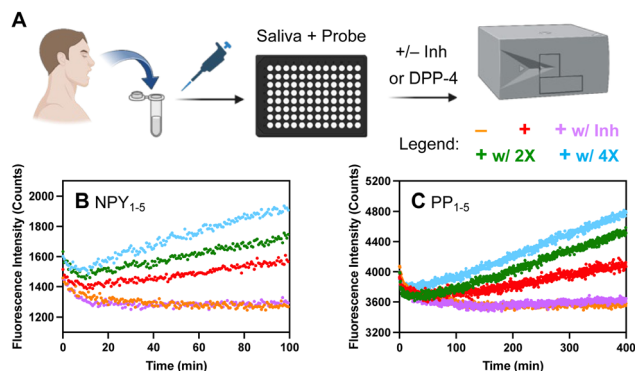 A
Saliva + Probe
+/– Inh
or DPP-4
Legend:
– + + w/ Inh
+ w/ 2X + w/ 4X
B NPY1-5
Fluorescence Intensity (Counts)
2000
1800
1600
1400
1200
0 20 40 60 80 100
Time (min)
C PP1-5
Fluorescence Intensity (Counts)
5200
4800
4400
4000
3600
3200
0 100 200 300 400
Time (min)